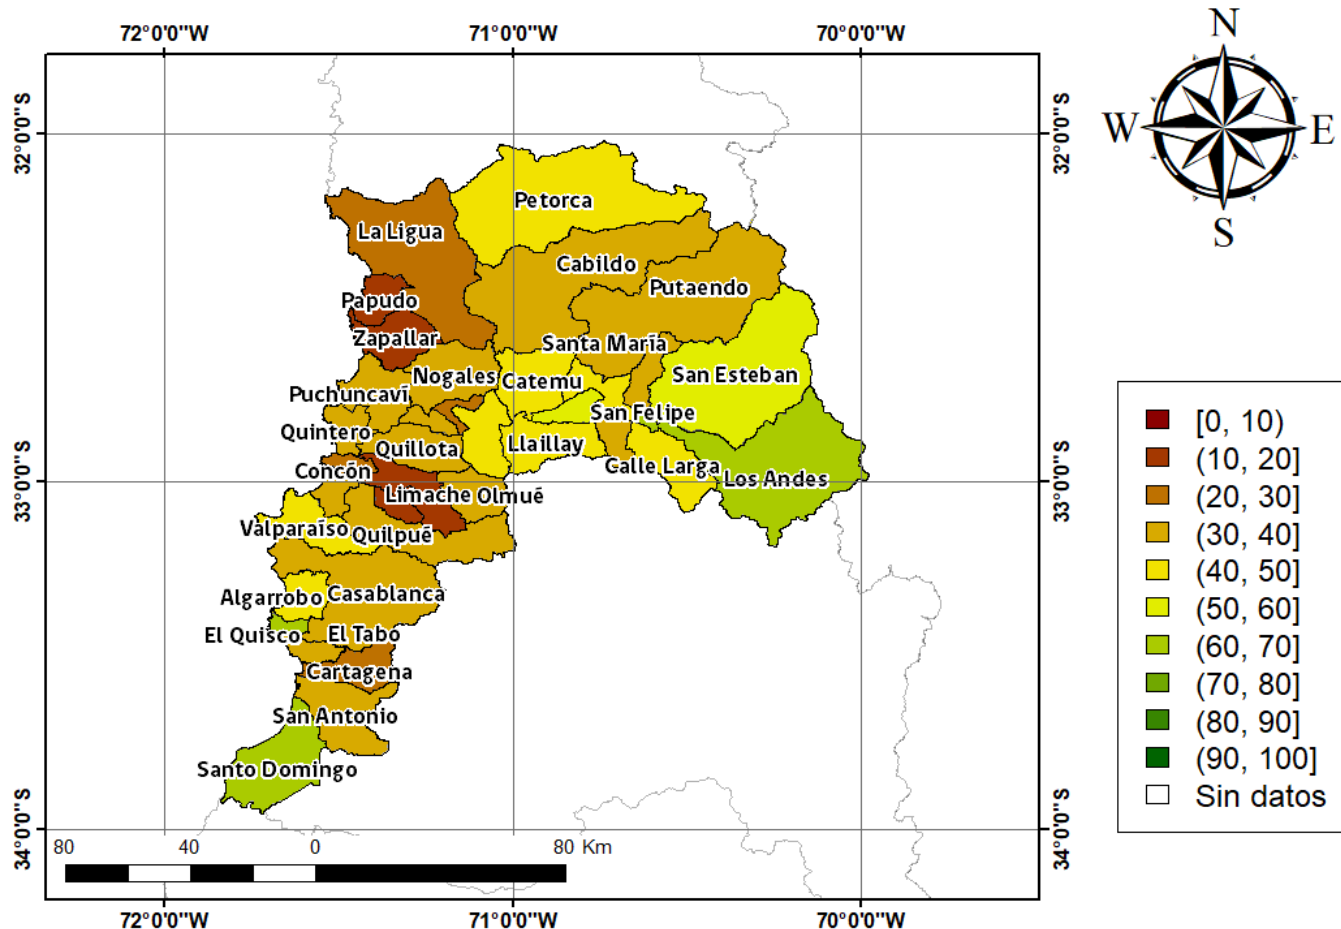 72°0'0"W 71°0'0"W 70°0'0"W
N
W E
S
32°0'0"S 32°0'0"S
Petorca
La Ligua
Cabildo
Putaendo
Papudo
Zapallar
Santa María
Nogales
Catemu
San Esteban
Puchuncaví
San Felipe
Quintero
Quillota
Llaillay
Concón
Calle Larga
Los Andes
33°0'0"S 33°0'0"S
Limache
Olmué
Valparaíso
Quilpué
Algarrobo
Casablanca
El Quisco
El Tabo
Cartagena
San Antonio
Santo Domingo
34°0'0"S 34°0'0"S
80 40 0 80 Km
72°0'0"W 71°0'0"W 70°0'0"W
[0, 10)
(10, 20]
(20, 30]
(30, 40]
(40, 50]
(50, 60]
(60, 70]
(70, 80]
(80, 90]
(90, 100]
Sin datos